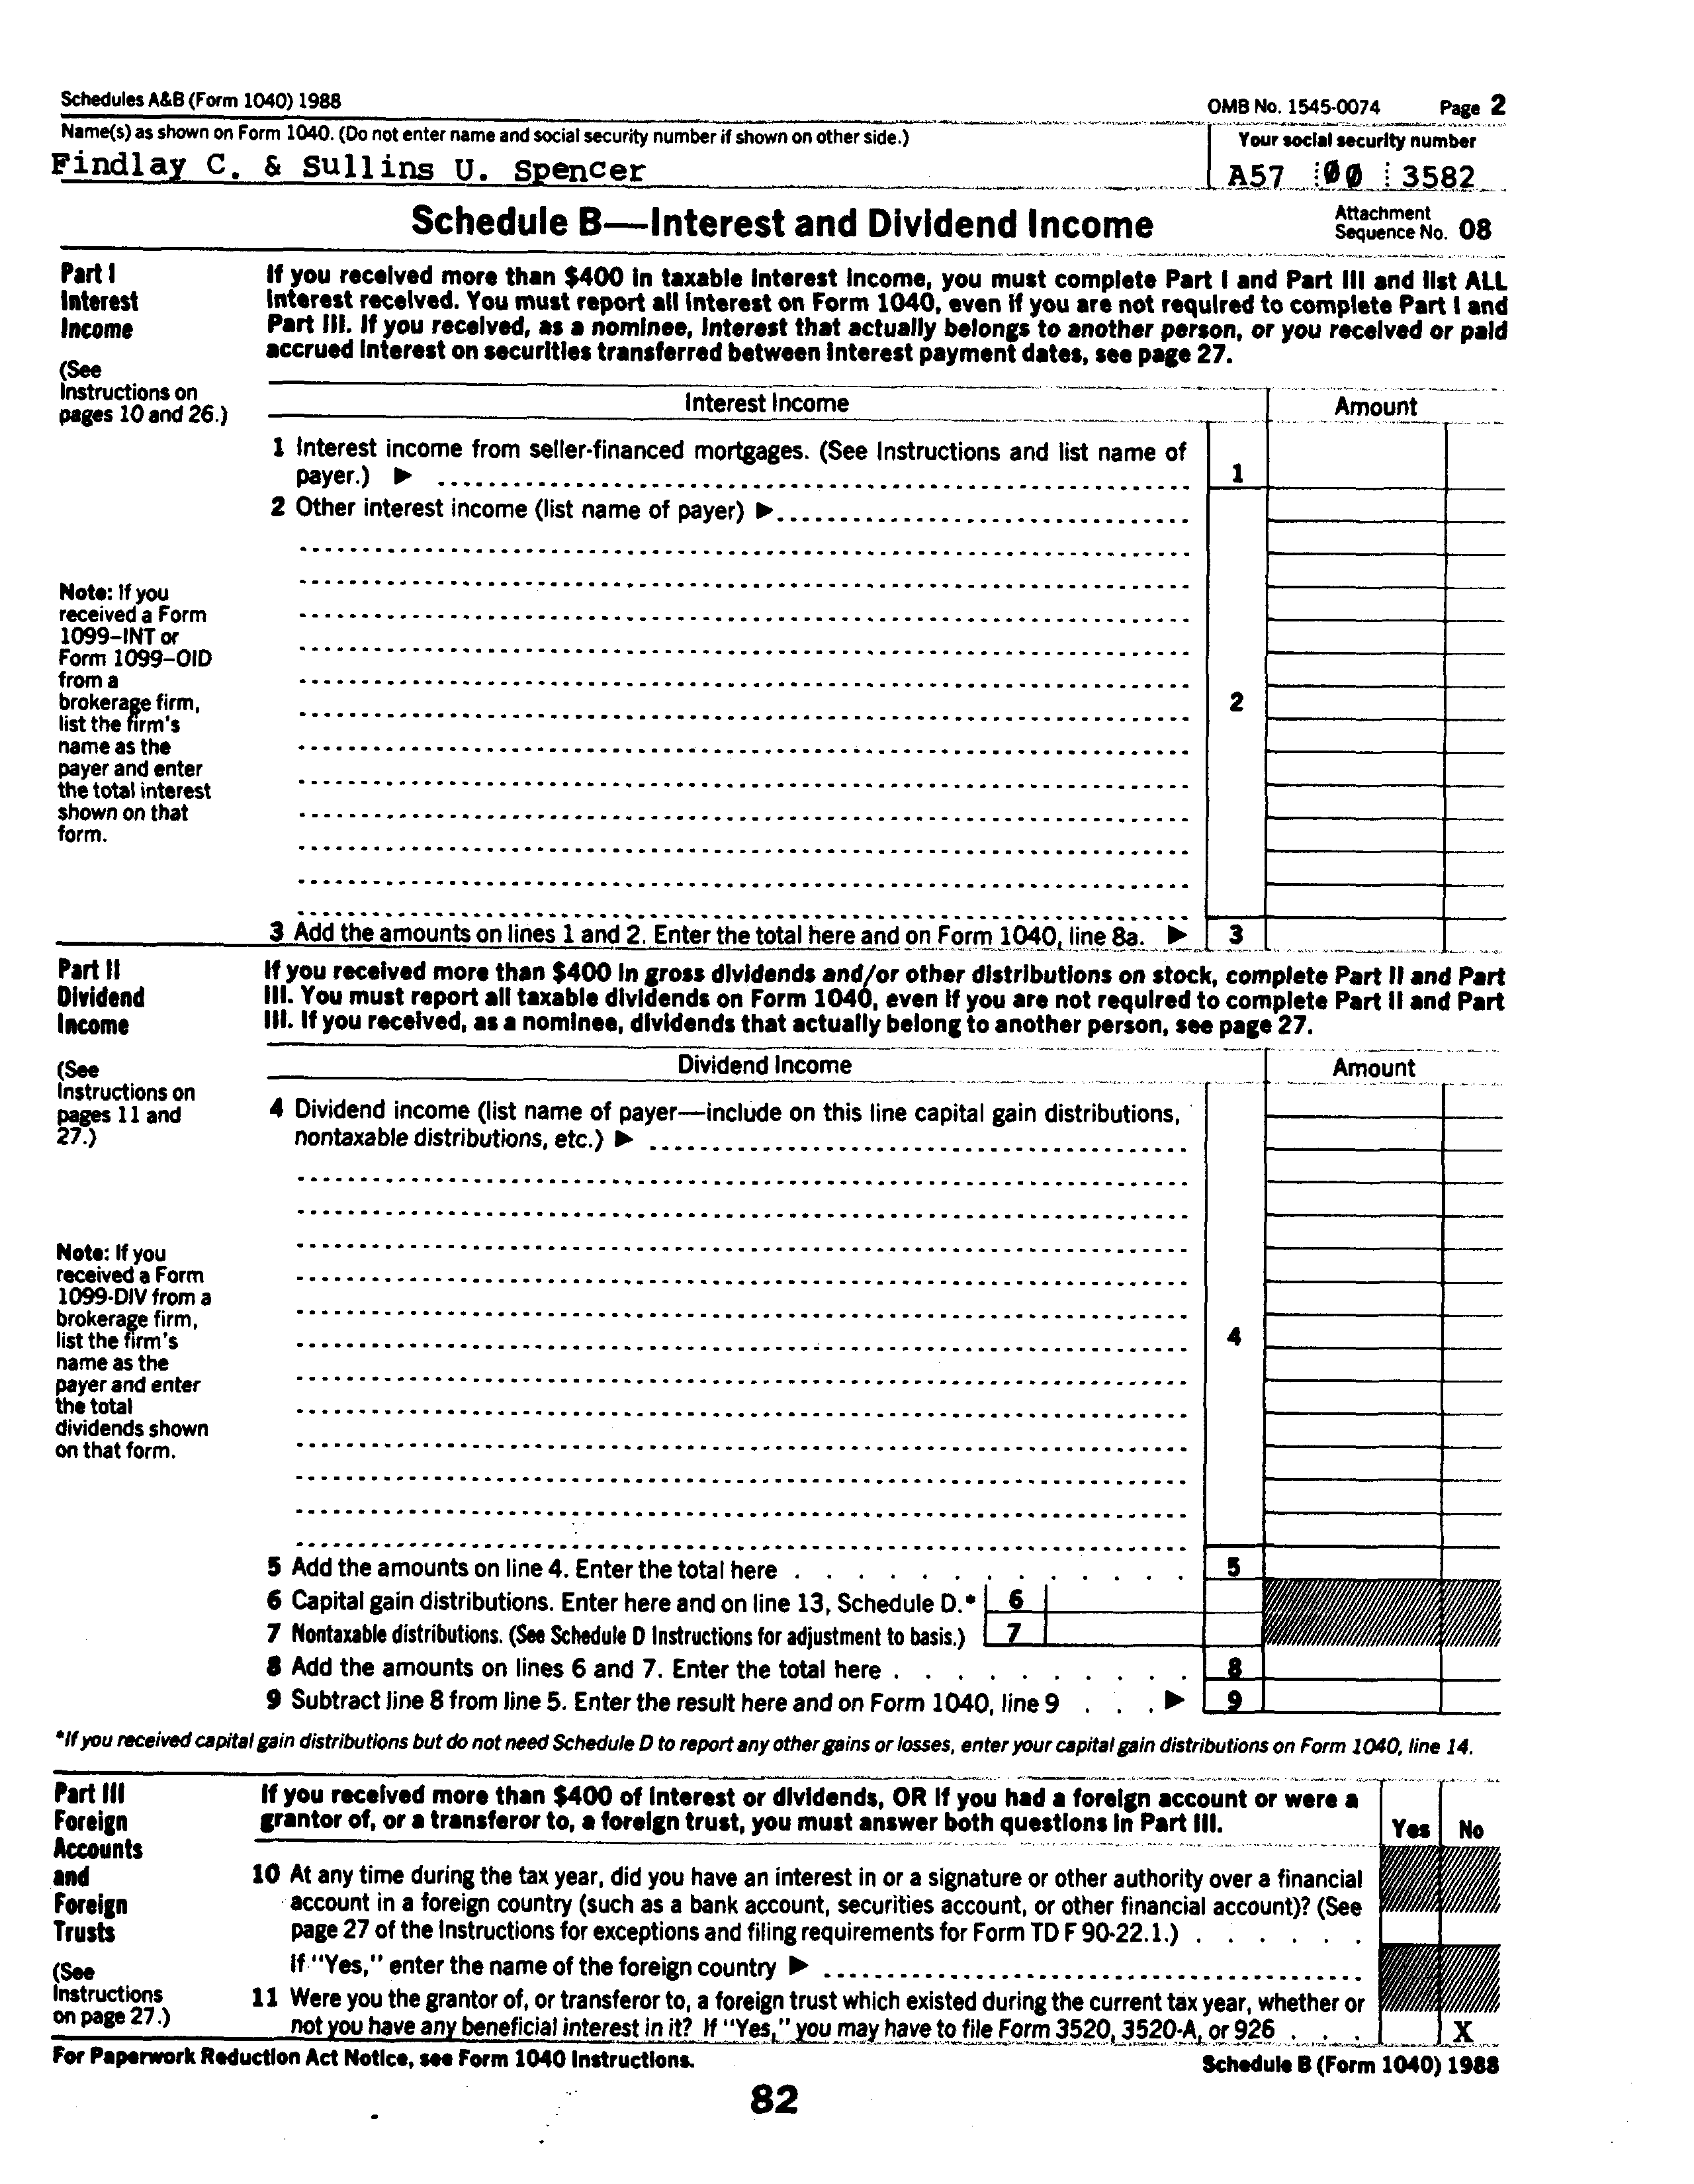 Schedules A&B (Form 1040) 1988
OMB No. 1545-0074 Page 2
Name(s) as shown on Form 1040. (Do not enter name and social security number if shown on other side.)
Your social security number
Findlay C. & Sullins U. Spencer
A57 00 3582
Schedule B—Interest and Dividend Income
Attachment
Sequence No. 08
Part I
Interest
Income
(See
Instructions on
pages 10 and 26.)
If you received more than $400 in taxable interest income, you must complete Part I and Part III and list ALL
interest received. You must report all interest on Form 1040, even if you are not required to complete Part I and
Part III. If you received, as a nominee, interest that actually belongs to another person, or you received or paid
accrued interest on securities transferred between interest payment dates, see page 27.
Interest Income
Amount
1 Interest income from seller-financed mortgages. (See Instructions and list name of
payer.) ▶
1
2 Other interest income (list name of payer) ▶
Note: If you
received a Form
1099–INT or
Form 1099–OID
from a
brokerage firm,
list the firm's
name as the
payer and enter
the total interest
shown on that
form.
2
3 Add the amounts on lines 1 and 2. Enter the total here and on Form 1040, line 8a. ▶ 3
Part II
Dividend
Income
(See
Instructions on
pages 11 and
27.)
If you received more than $400 in gross dividends and/or other distributions on stock, complete Part II and Part
III. You must report all taxable dividends on Form 1040, even if you are not required to complete Part II and Part
III. If you received, as a nominee, dividends that actually belong to another person, see page 27.
Dividend Income
Amount
4 Dividend income (list name of payer—include on this line capital gain distributions,
nontaxable distributions, etc.) ▶
Note: If you
received a Form
1099-DIV from a
brokerage firm,
list the firm's
name as the
payer and enter
the total
dividends shown
on that form.
4
5 Add the amounts on line 4. Enter the total here . . . . . . . . . . . . . 5
6 Capital gain distributions. Enter here and on line 13, Schedule D.* 6
7 Nontaxable distributions. (See Schedule D Instructions for adjustment to basis.) 7
8 Add the amounts on lines 6 and 7. Enter the total here . . . . . . . . . . 8
9 Subtract line 8 from line 5. Enter the result here and on Form 1040, line 9 . . . ▶ 9
*If you received capital gain distributions but do not need Schedule D to report any other gains or losses, enter your capital gain distributions on Form 1040, line 14.
Part III
Foreign
Accounts
and
Foreign
Trusts
(See
Instructions
on page 27.)
If you received more than $400 of interest or dividends, OR if you had a foreign account or were a
grantor of, or a transferor to, a foreign trust, you must answer both questions in Part III.
Yes No
10 At any time during the tax year, did you have an interest in or a signature or other authority over a financial
account in a foreign country (such as a bank account, securities account, or other financial account)? (See
page 27 of the Instructions for exceptions and filing requirements for Form TD F 90-22.1.) . . . . . .
If "Yes," enter the name of the foreign country ▶
11 Were you the grantor of, or transferor to, a foreign trust which existed during the current tax year, whether or
not you have any beneficial interest in it? If "Yes," you may have to file Form 3520, 3520-A, or 926 . . . X
For Paperwork Reduction Act Notice, see Form 1040 Instructions.
Schedule B (Form 1040) 1988
82